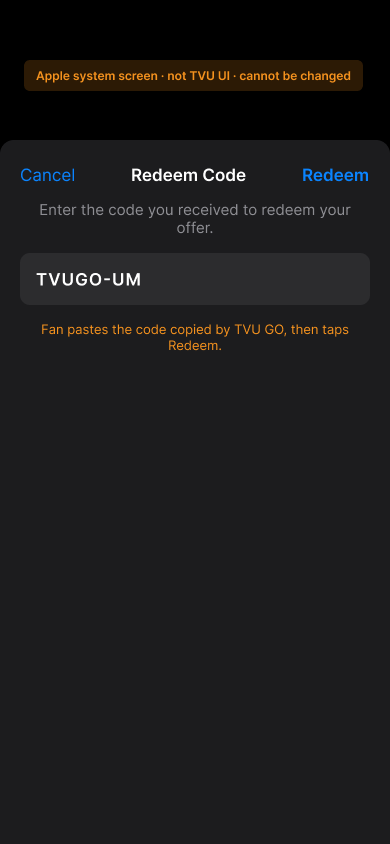 Apple system screen · not TVU UI · cannot be changed
Cancel
Redeem Code
Redeem
Enter the code you received to redeem your
offer.
TVUGO-UM
Fan pastes the code copied by TVU GO, then taps
Redeem.